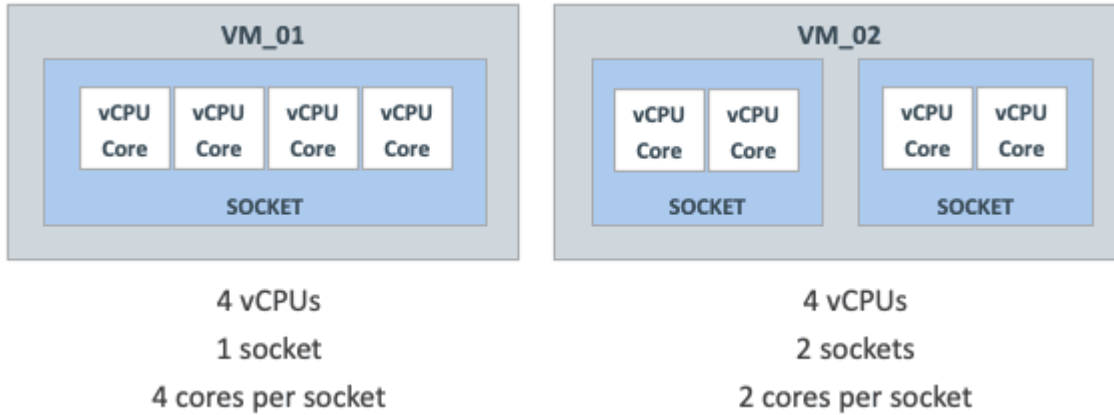 VM_01
vCPU vCPU vCPU vCPU
Core Core Core Core
SOCKET
4 vCPUs
1 socket
4 cores per socket
VM_02
vCPU vCPU vCPU vCPU
Core Core Core Core
SOCKET SOCKET
4 vCPUs
2 sockets
2 cores per socket